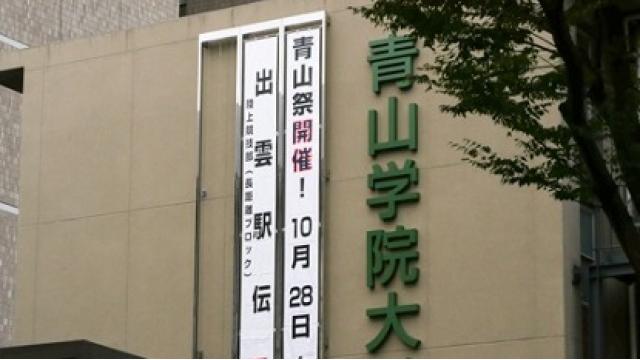 青山学院大
青山祭開催！ 10月28日
出雲駅伝
陸上競技部（長距離ブロック）